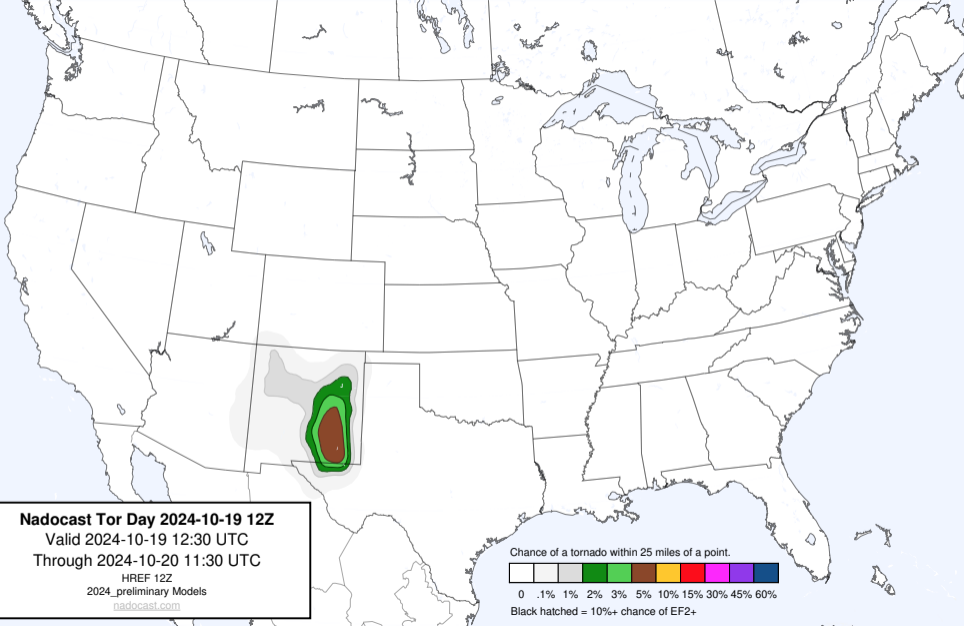 Nadocast Tor Day 2024-10-19 12Z
Valid 2024-10-19 12:30 UTC
Through 2024-10-20 11:30 UTC
HREF 12Z
2024_preliminary Models
nadocast.com
Chance of a tornado within 25 miles of a point.
0 .1% 1% 2% 3% 5% 10% 15% 30% 45% 60%
Black hatched = 10%+ chance of EF2+